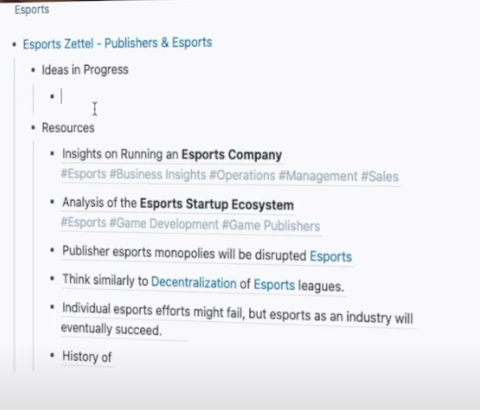 Esports
Esports Zettel - Publishers & Esports
Ideas in Progress
Resources
Insights on Running an Esports Company
#Esports #Business Insights #Operations #Management #Sales
Analysis of the Esports Startup Ecosystem
#Esports #Game Development #Game Publishers
Publisher esports monopolies will be disrupted Esports
Think similarly to Decentralization of Esports leagues.
Individual esports efforts might fail, but esports as an industry will
eventually succeed.
History of